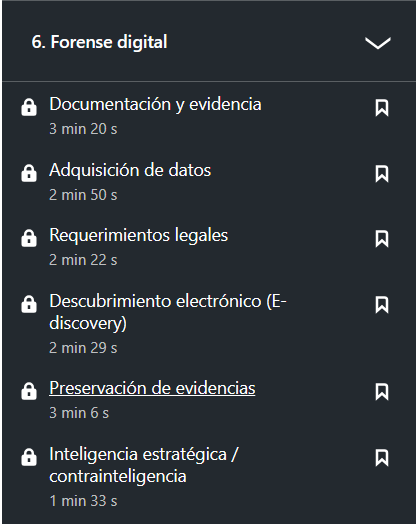 6. Forense digital
Documentación y evidencia
3 min 20 s
Adquisición de datos
2 min 50 s
Requerimientos legales
2 min 22 s
Descubrimiento electrónico (E-
discovery)
2 min 29 s
Preservación de evidencias
3 min 6 s
Inteligencia estratégica /
contrainteligencia
1 min 33 s